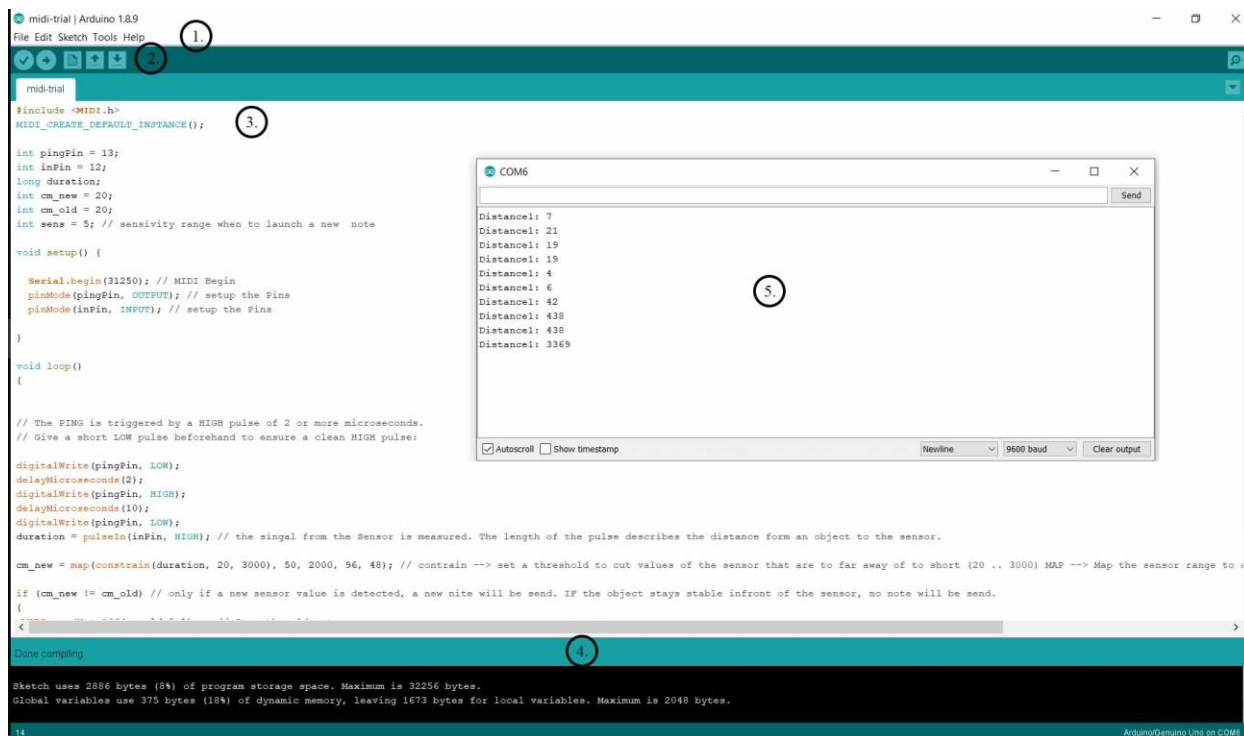 midi-trial | Arduino 1.8.9
File Edit Sketch Tools Help
1.
2.
midi-trial
#include <MIDI.h>
MIDI_CREATE_DEFAULT_INSTANCE();
3.
int pingPin = 13;
int inPin = 12;
long duration;
int cm_new = 20;
int cm_old = 20;
int sens = 5; // sensivity range when to launch a new note
void setup() {
Serial.begin(31250); // MIDI Begin
pinMode(pingPin, OUTPUT); // setup the Pins
pinMode(inPin, INPUT); // setup the Pins
}
void loop()
{
// The PING is triggered by a HIGH pulse of 2 or more microseconds.
// Give a short LOW pulse beforehand to ensure a clean HIGH pulse:
digitalWrite(pingPin, LOW);
delayMicroseconds(2);
digitalWrite(pingPin, HIGH);
delayMicroseconds(10);
digitalWrite(pingPin, LOW);
duration = pulseIn(inPin, HIGH); // the singal from the Sensor is measured. The length of the pulse describes the distance form an object to the sensor.
cm_new = map(constrain(duration, 20, 3000), 50, 2000, 96, 48); // contrain --> set a threshold to cut values of the sensor that are to far away of to short (20 .. 3000) MAP --> Map the sensor range to
if (cm_new != cm_old) // only if a new sensor value is detected, a new nite will be send. IF the object stays stable infront of the sensor, no note will be send.
{
COM6
Send
Distance1: 7
Distance1: 21
Distance1: 19
Distance1: 19
Distance1: 4
Distance1: 6
Distance1: 42
Distance1: 438
Distance1: 438
Distance1: 3369
5.
Autoscroll Show timestamp Newline 9600 baud Clear output
Done compiling.
4.
Sketch uses 2886 bytes (8%) of program storage space. Maximum is 32256 bytes.
Global variables use 375 bytes (18%) of dynamic memory, leaving 1673 bytes for local variables. Maximum is 2048 bytes.
14 Arduino/Genuino Uno on COM6